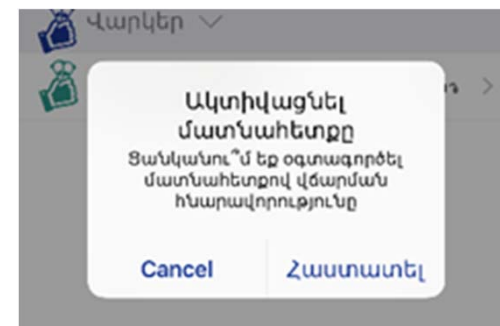 Վարկեր
Ակտիվացնել
մատնահետքը
Ցանկանու՞մ եք օգտագործել
մատնահետքով վճարման
հնարավորությունը
Cancel
Հաստատել